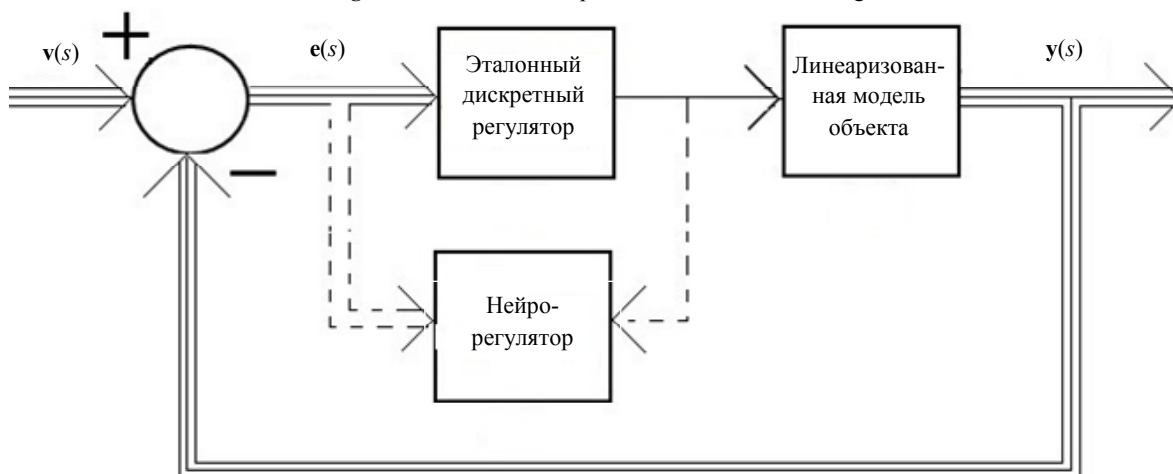 +
v(s)
e(s)
Эталонный
дискретный
регулятор
Линеаризован-
ная модель
объекта
y(s)
−
Нейро-
регулятор